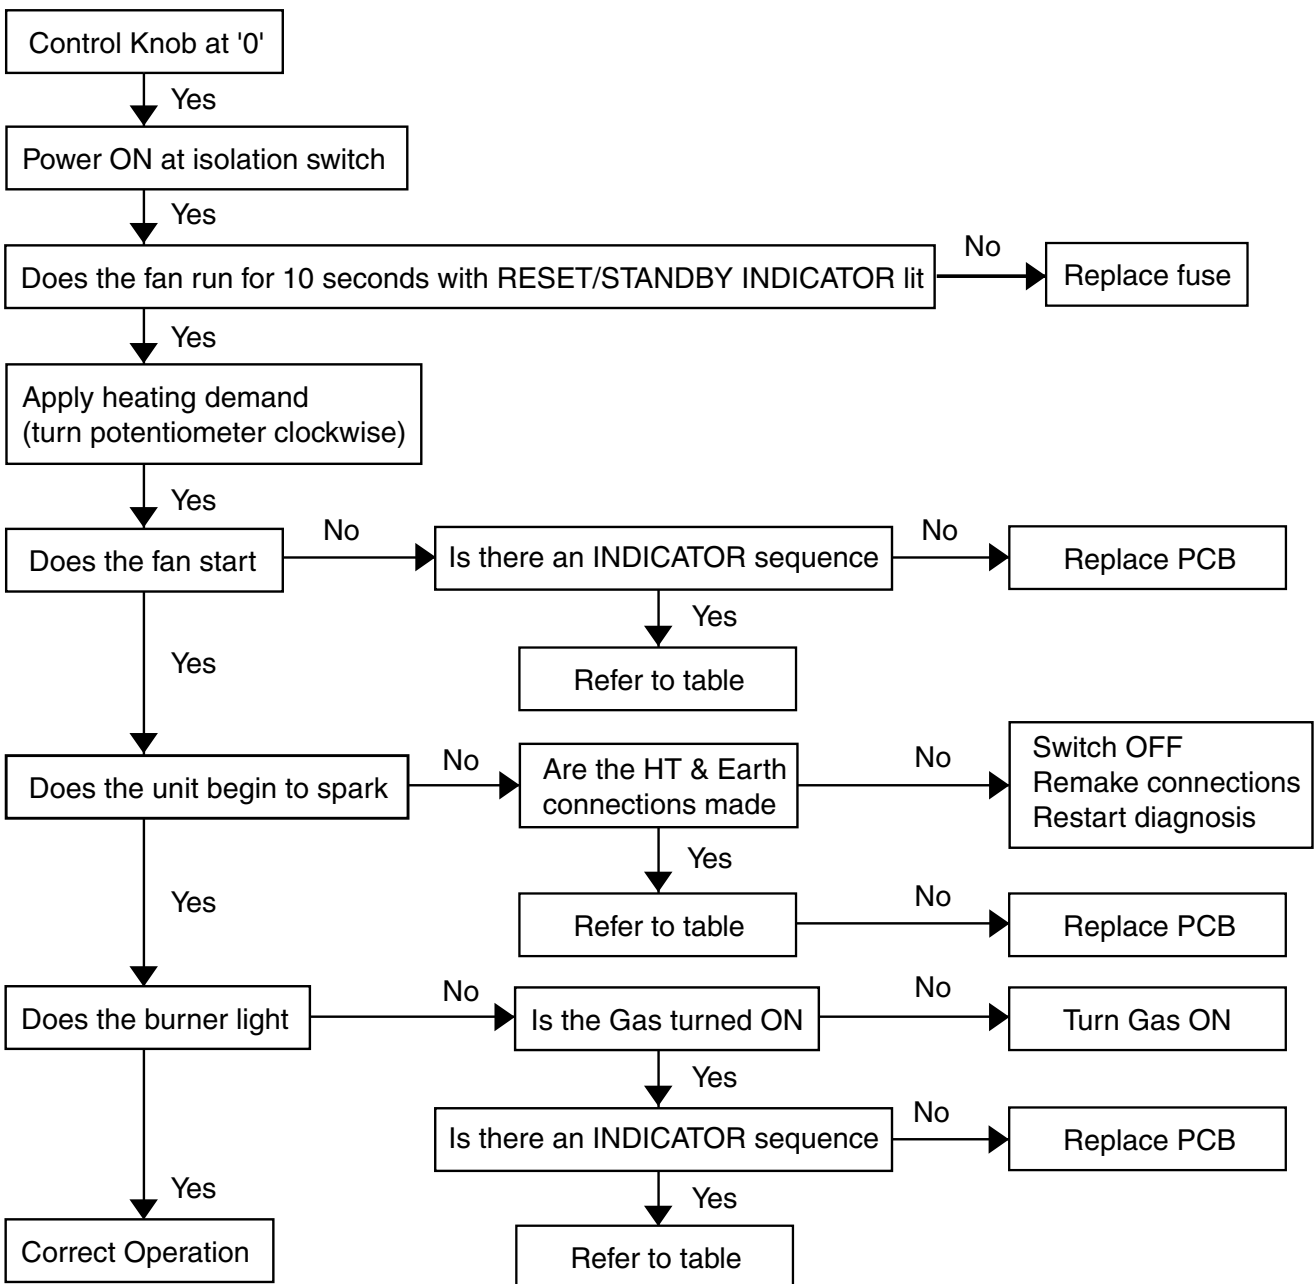 Control Knob at '0'
Yes
Power ON at isolation switch
Yes
Does the fan run for 10 seconds with RESET/STANDBY INDICATOR lit
No
Replace fuse
Yes
Apply heating demand
(turn potentiometer clockwise)
Yes
Does the fan start
No
Is there an INDICATOR sequence
No
Replace PCB
Yes
Refer to table
Yes
Does the unit begin to spark
No
Are the HT & Earth
connections made
No
Switch OFF
Remake connections
Restart diagnosis
Yes
Refer to table
No
Replace PCB
Yes
Does the burner light
No
Is the Gas turned ON
No
Turn Gas ON
Yes
Is there an INDICATOR sequence
No
Replace PCB
Yes
Refer to table
Yes
Correct Operation